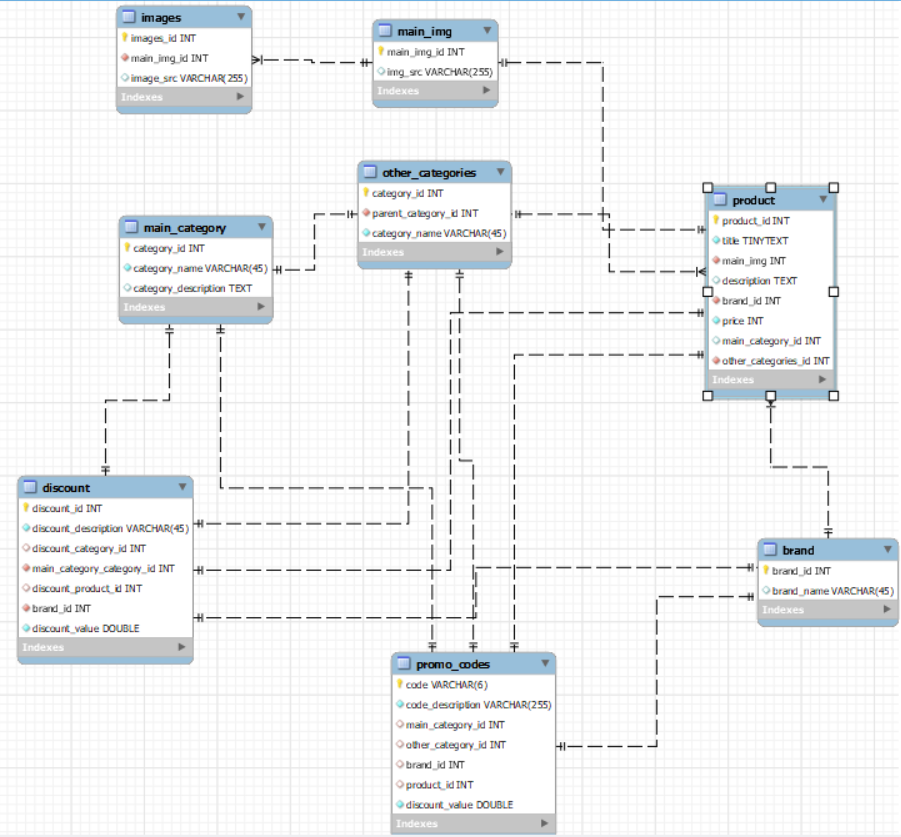 images
images_id INT
main_img_id INT
image_src VARCHAR(255)
Indexes
main_img
main_img_id INT
img_src VARCHAR(255)
Indexes
other_categories
category_id INT
parent_category_id INT
category_name VARCHAR(45)
Indexes
main_category
category_id INT
category_name VARCHAR(45)
category_description TEXT
Indexes
product
product_id INT
title TINYTEXT
main_img INT
description TEXT
brand_id INT
price INT
main_category_id INT
other_categories_id INT
Indexes
discount
discount_id INT
discount_description VARCHAR(45)
discount_category_id INT
main_category_category_id INT
discount_product_id INT
brand_id INT
discount_value DOUBLE
Indexes
brand
brand_id INT
brand_name VARCHAR(45)
Indexes
promo_codes
code VARCHAR(6)
code_description VARCHAR(255)
main_category_id INT
other_category_id INT
brand_id INT
product_id INT
discount_value DOUBLE
Indexes